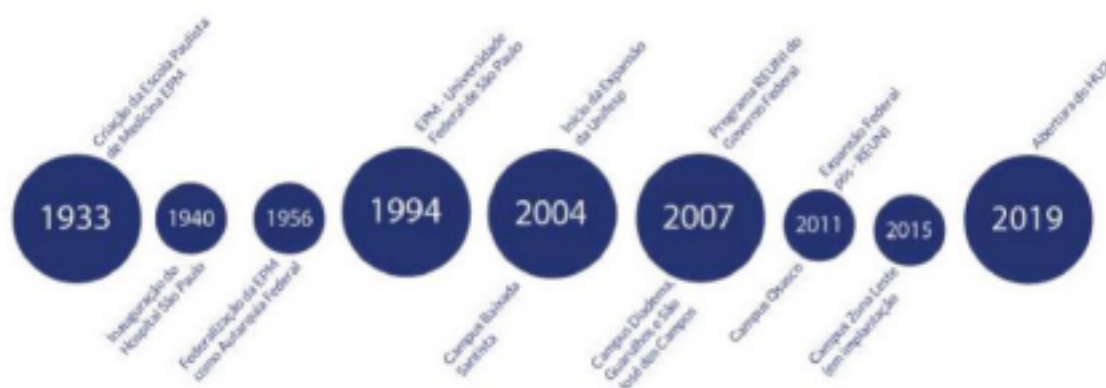 Criação da Escola Paulista
de Medicina EPM
1933
1940
Inauguração do
Hospital São Paulo
1956
Federalização da EPM
como Autarquia Federal
EPM - Universidade
Federal de São Paulo
1994
Início da Expansão
da Unifesp
2004
Campus Baixada
Santista
Programa REUNI do
Governo Federal
2007
Campus Diadema,
Guarulhos e São
José dos Campos
Expansão Federal
pós - REUNI
2011
Campus Osasco
2015
Campus Zona Leste
(em implantação)
Abertura do HU2
2019